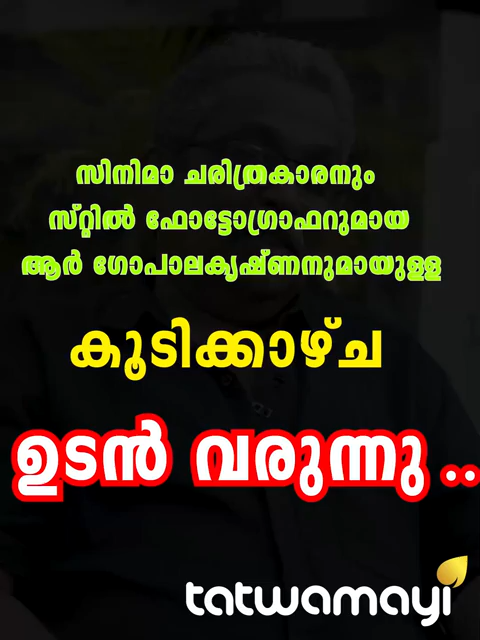 സിനിമാ ചരിത്രകാരനും
സ്റ്റിൽ ഫോട്ടോഗ്രാഫറുമായ
ആർ ഗോപാലകൃഷ്ണനുമായുള്ള
കൂടിക്കാഴ്ച
ഉടൻ വരുന്നു ..
tatwamayi